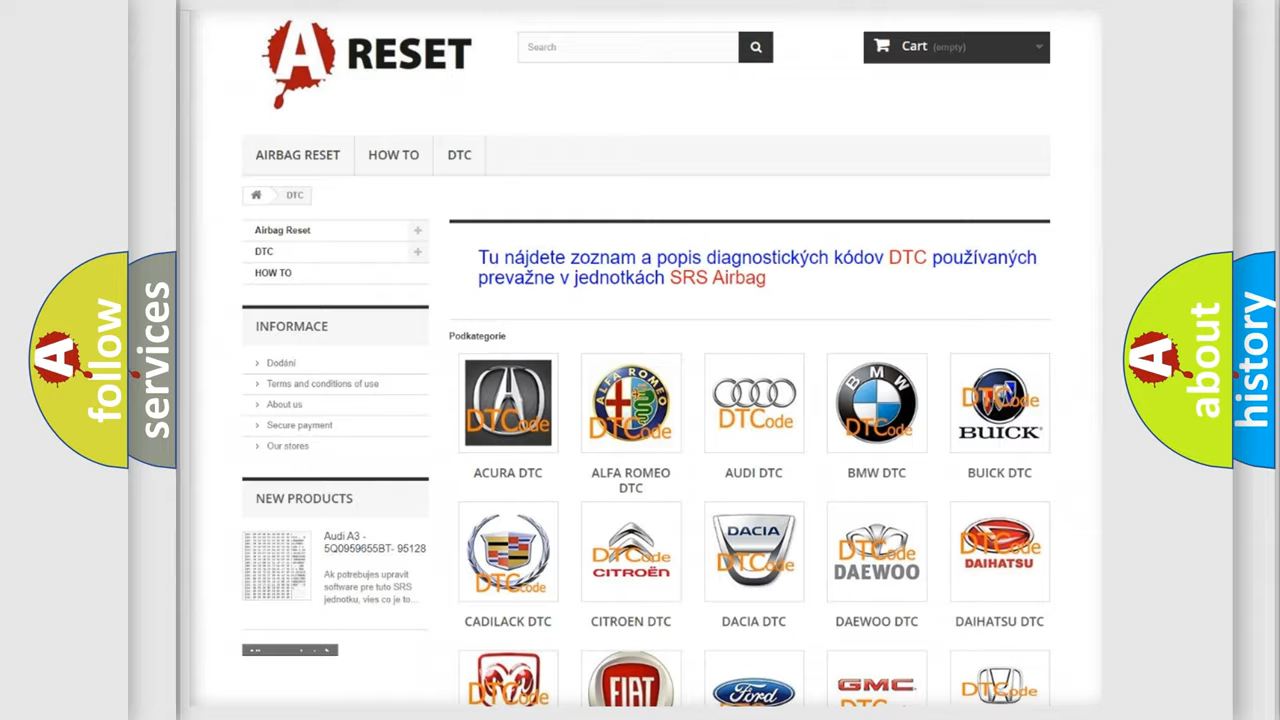 A RESET
Search
Cart (empty)
AIRBAG RESET
HOW TO
DTC
DTC
Airbag Reset
DTC
HOW TO
INFORMACE
Dodání
Terms and conditions of use
About us
Secure payment
Our stores
NEW PRODUCTS
Audi A3 -
5Q0959655BT- 95128
Ak potrebujes upravit
software pre tuto SRS
jednotku, vies co je to...
Tu nájdete zoznam a popis diagnostických kódov DTC používaných
prevažne v jednotkách SRS Airbag
Podkategorie
DTCode
ALFA ROMEO
DTCode
DTCode
BMW
DTCode
DTCode
BUICK
ACURA DTC
ALFA ROMEO
DTC
AUDI DTC
BMW DTC
BUICK DTC
DTCode
DTCode
CITROËN
DACIA
DTCode
DTCode
DAEWOO
DTCode
DAIHATSU
CADILACK DTC
CITROEN DTC
DACIA DTC
DAEWOO DTC
DAIHATSU DTC
DTCode
FIAT
Ford
GMC
DTCode
A follow
services
A about
history